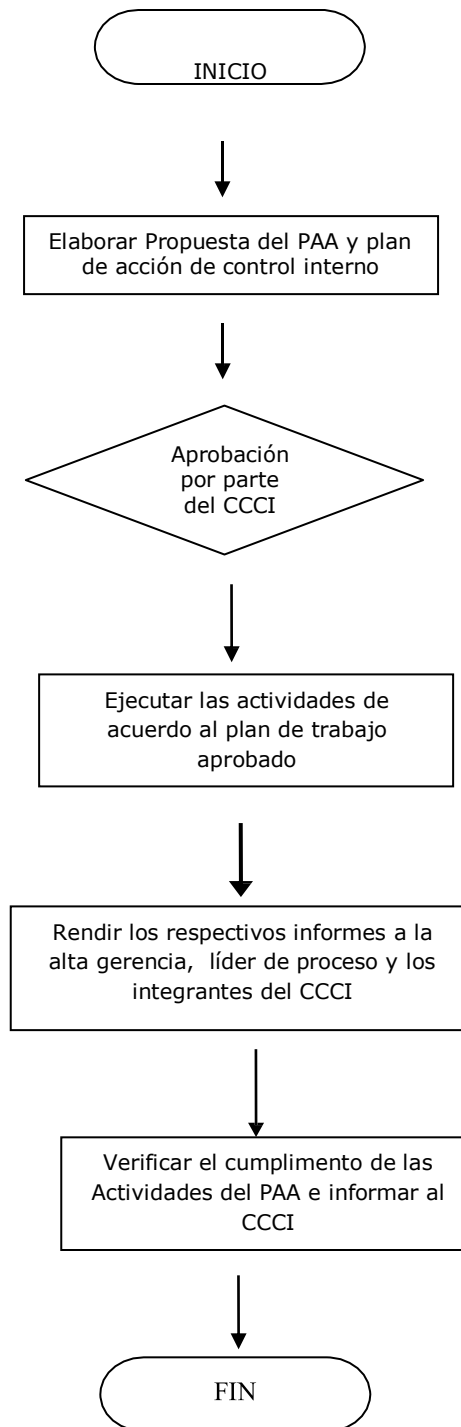 INICIO
Elaborar Propuesta del PAA y plan
de acción de control interno
Aprobación
por parte
del CCCI
Ejecutar las actividades de
acuerdo al plan de trabajo
aprobado
Rendir los respectivos informes a la
alta gerencia, líder de proceso y los
integrantes del CCCI
Verificar el cumplimento de las
Actividades del PAA e informar al
CCCI
FIN